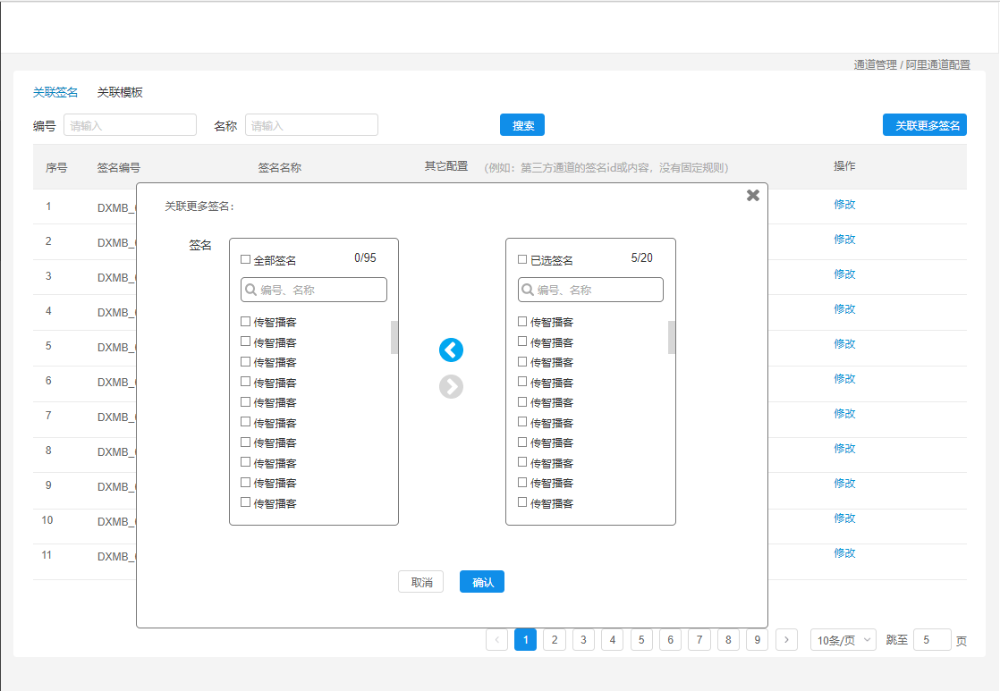 通道管理 / 阿里通道配置
关联签名 关联模板
编号 请输入 名称 请输入 搜索 关联更多签名
序号 签名编号 签名名称 其它配置 (例如：第三方通道的签名id或内容，没有固定规则) 操作
1 DXMB_ 修改
2 DXMB_ 修改
3 DXMB_ 修改
4 DXMB_ 修改
5 DXMB_ 修改
6 DXMB_ 修改
7 DXMB_ 修改
8 DXMB_ 修改
9 DXMB_ 修改
10 DXMB_ 修改
11 DXMB_ 修改
关联更多签名：
签名
全部签名 0/95
编号、名称
传智播客
传智播客
传智播客
传智播客
传智播客
传智播客
传智播客
传智播客
传智播客
传智播客
已选签名 5/20
编号、名称
传智播客
传智播客
传智播客
传智播客
传智播客
传智播客
传智播客
传智播客
传智播客
传智播客
取消 确认
1 2 3 4 5 6 7 8 9 10条/页 跳至 5 页